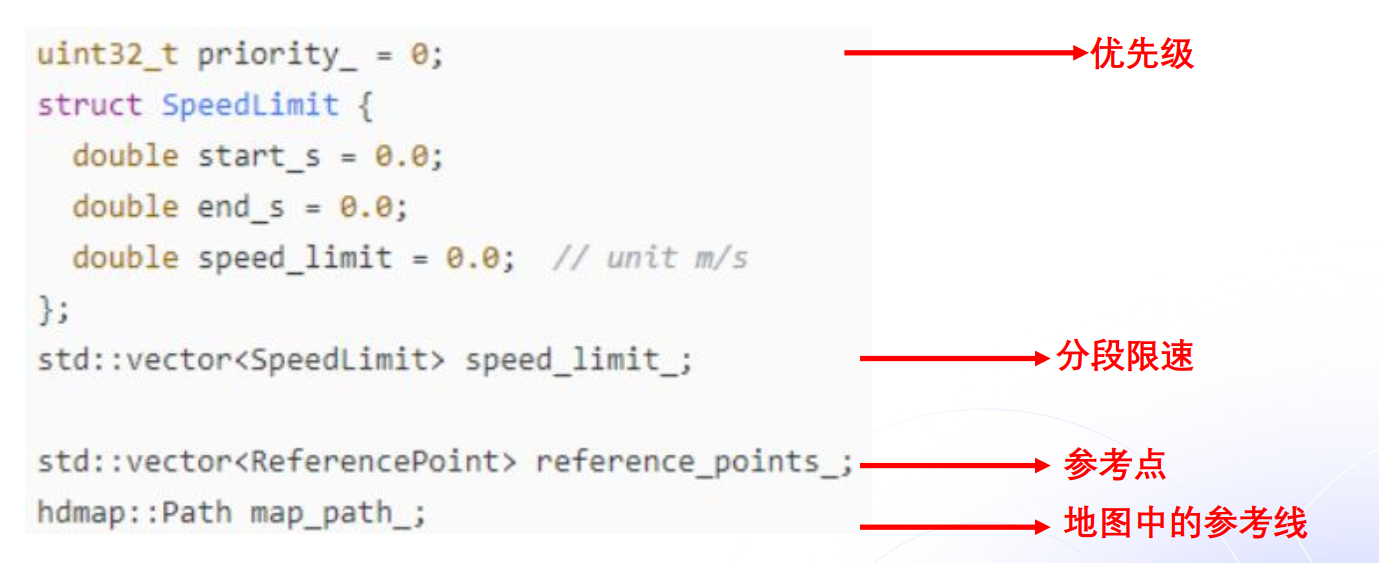 uint32_t priority_ = 0; 优先级
struct SpeedLimit {
  double start_s = 0.0;
  double end_s = 0.0;
  double speed_limit = 0.0;  // unit m/s
};
std::vector<SpeedLimit> speed_limit_; 分段限速
std::vector<ReferencePoint> reference_points_; 参考点
hdmap::Path map_path_; 地图中的参考线